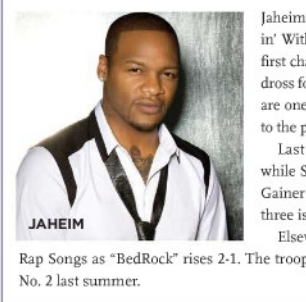 Jaheim
in' With
first cha
dross fo
are one
to the p
Last
while S
Gainer
three is
Elsew
JAHEIM
Rap Songs as “BedRock” rises 2-1. The troop
No. 2 last summer.